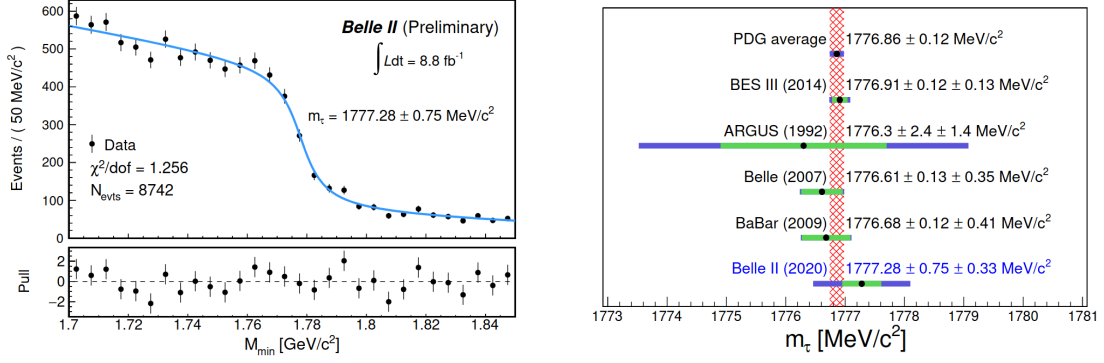 Belle II (Preliminary)
∫ Ldt = 8.8 fb⁻¹
m_τ = 1777.28 ± 0.75 MeV/c²
Data
χ²/dof = 1.256
N_evts = 8742
Events / ( 50 MeV/c² )
600
500
400
300
200
100
0
Pull
2
0
−2
1.7 1.72 1.74 1.76 1.78 1.8 1.82 1.84
M_min [GeV/c²]
PDG average 1776.86 ± 0.12 MeV/c²
BES III (2014) 1776.91 ± 0.12 ± 0.13 MeV/c²
ARGUS (1992) 1776.3 ± 2.4 ± 1.4 MeV/c²
Belle (2007) 1776.61 ± 0.13 ± 0.35 MeV/c²
BaBar (2009) 1776.68 ± 0.12 ± 0.41 MeV/c²
Belle II (2020) 1777.28 ± 0.75 ± 0.33 MeV/c²
1773 1774 1775 1776 1777 1778 1779 1780 1781
m_τ [MeV/c²]